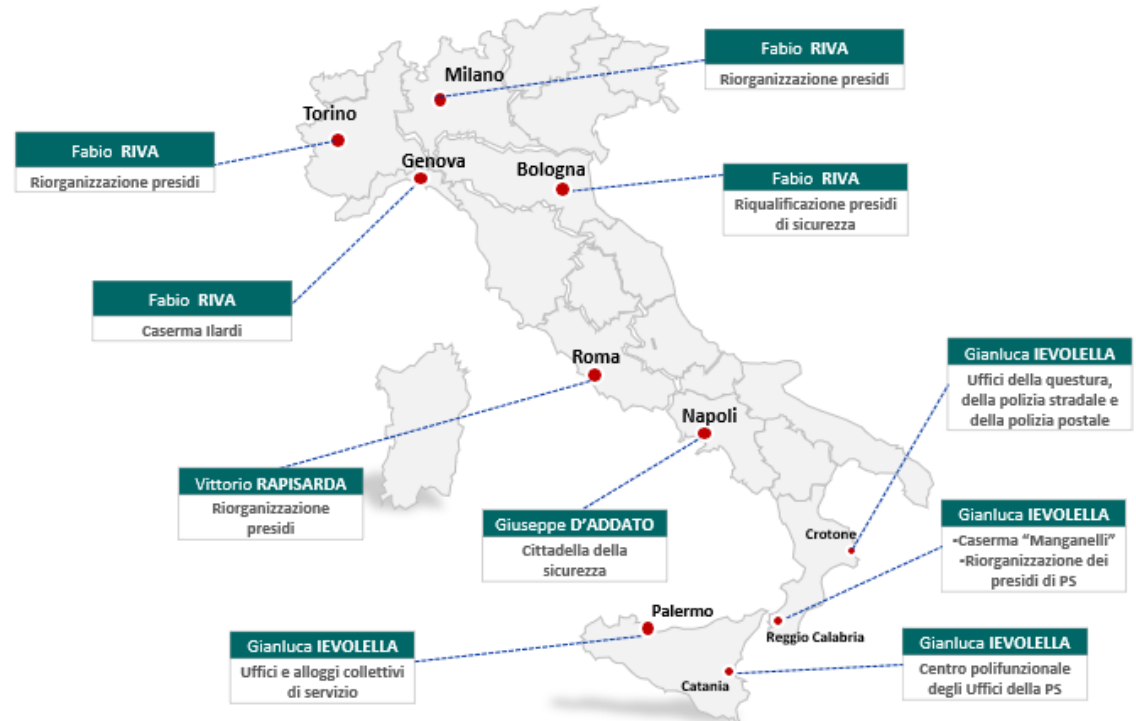 Fabio RIVA
Riorganizzazione presidi
Milano
Torino
Fabio RIVA
Riorganizzazione presidi
Genova
Bologna
Fabio RIVA
Riqualificazione presidi
di sicurezza
Fabio RIVA
Caserma Ilardi
Roma
Gianluca IEVOLELLA
Uffici della questura,
della polizia stradale e
della polizia postale
Napoli
Vittorio RAPISARDA
Riorganizzazione
presidi
Giuseppe D'ADDATO
Cittadella della
sicurezza
Crotone
Gianluca IEVOLELLA
-Caserma “Manganelli”
-Riorganizzazione dei
presidi di PS
Palermo
Reggio Calabria
Gianluca IEVOLELLA
Uffici e alloggi collettivi
di servizio
Catania
Gianluca IEVOLELLA
Centro polifunzionale
degli Uffici della PS